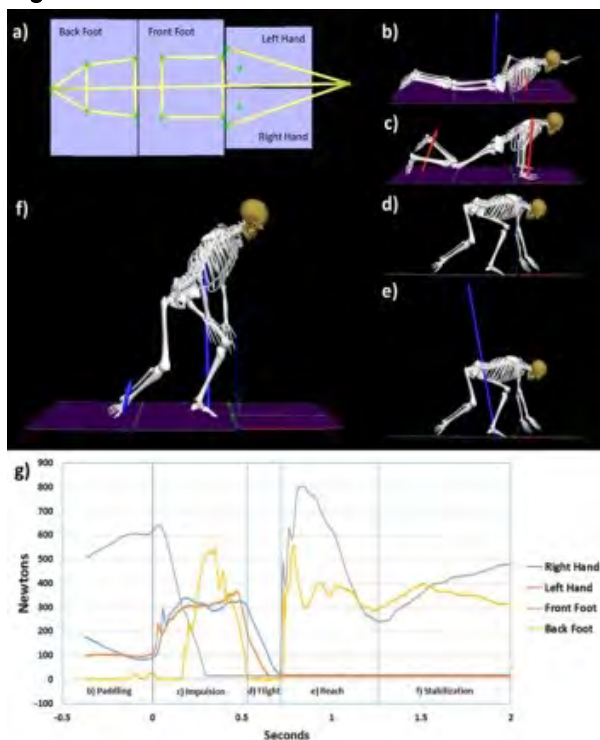 a)
Back Foot
Front Foot
Left Hand
Right Hand
b)
c)
d)
e)
f)
g)
Newtons
900
800
700
600
500
400
300
200
100
0
-100
b) Paddling
c) Impulsion
d) Flight
e) Reach
f) Stabilization
-0.5
0
0.5
1
1.5
2
Seconds
Right Hand
Left Hand
Front Foot
Back Foot